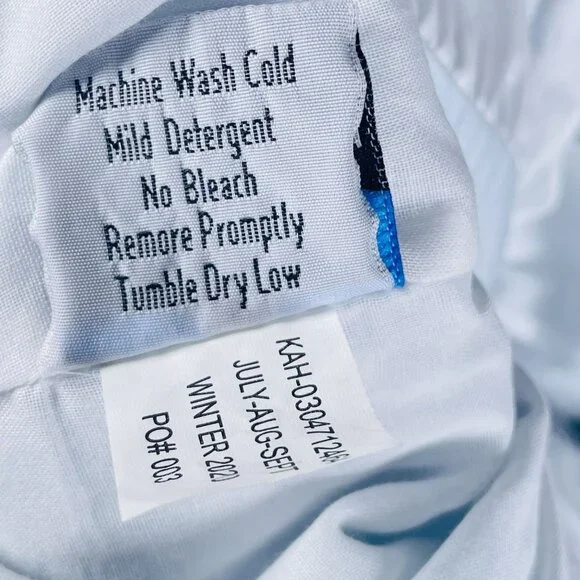 Machine Wash Cold
Mild Detergent
No Bleach
Remore Promptly
Tumble Dry Low
KAH-03047124
JULY-AUG-SEPT
WINTER 202
PO# 003